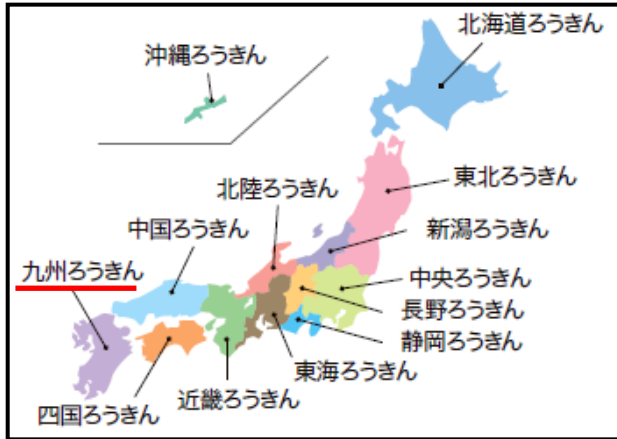 北海道ろうきん
沖縄ろうきん
東北ろうきん
北陸ろうきん
中国ろうきん
新潟ろうきん
九州ろうきん
中央ろうきん
長野ろうきん
静岡ろうきん
東海ろうきん
近畿ろうきん
四国ろうきん